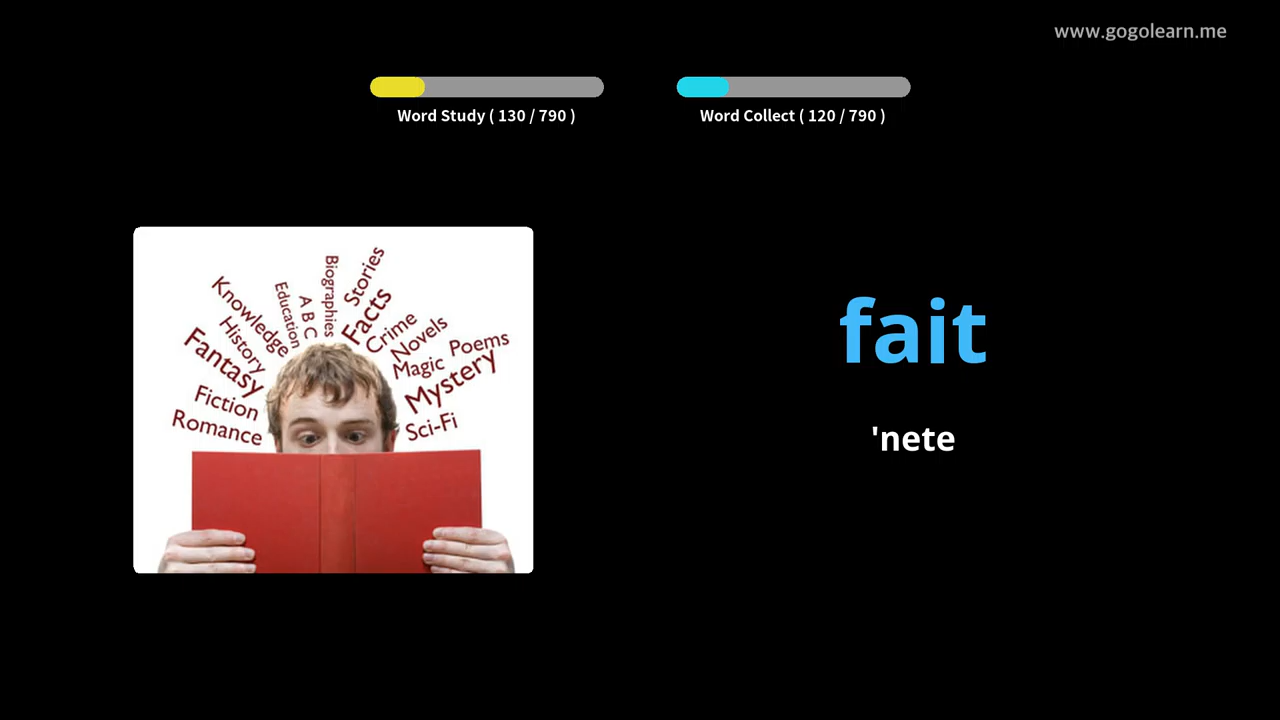 www.gogolearn.me
Word Study ( 130 / 790 )
Word Collect ( 120 / 790 )
Knowledge
History
Fantasy
Fiction
Romance
Education
A B C
Biographies
Stories
Facts
Crime
Novels
Magic
Poems
Mystery
Sci-Fi
fait
'nete